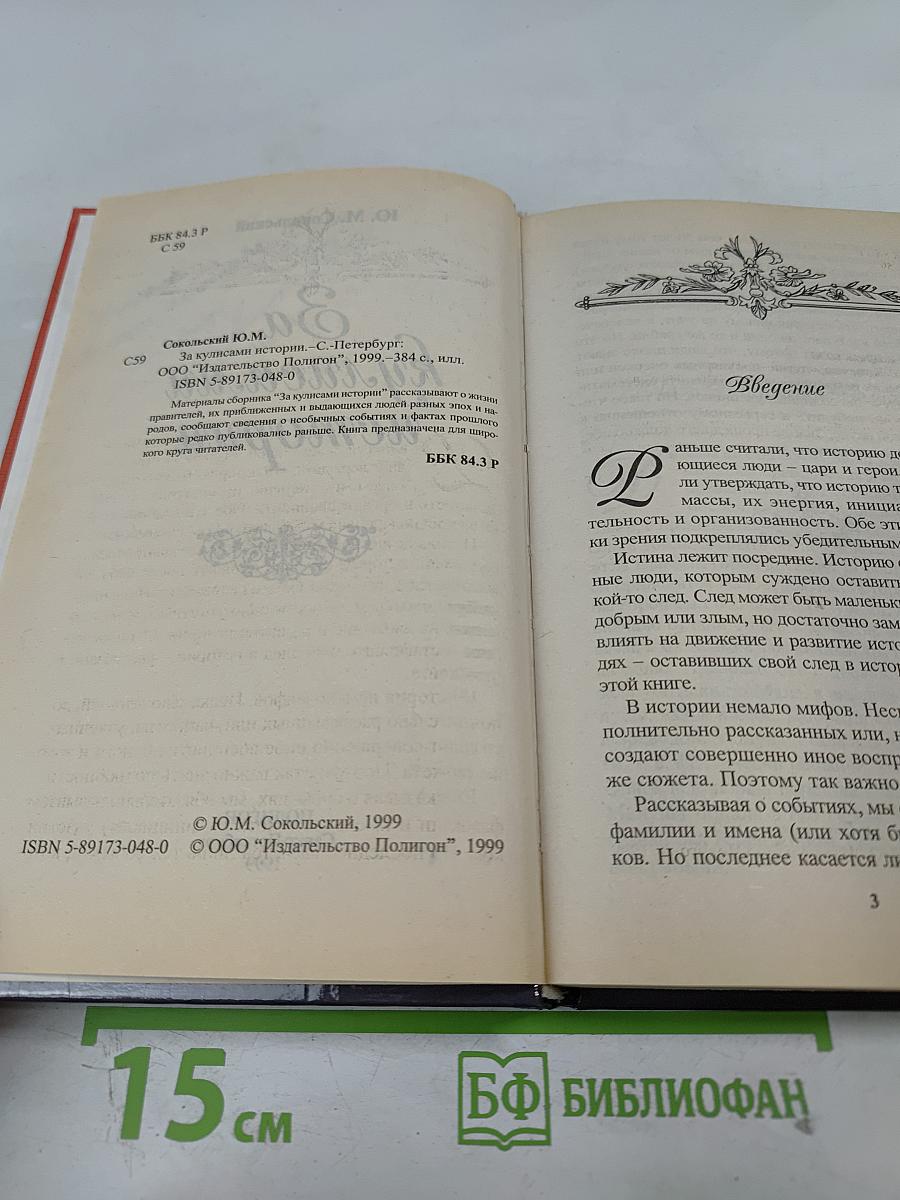 ББК 84.3 Р
С 59
Сокольский Ю.М.
С59 За кулисами истории.–С.-Петербург:
ООО "Издательство Полигон", 1999.–384 с., илл.
ISBN 5-89173-048-0
Материалы сборника "За кулисами истории" рассказывают о жизни
правителей, их приближенных и выдающихся людей разных эпох и на-
родов, сообщают сведения о необычных событиях и фактах прошлого
которые редко публиковались раньше. Книга предназначена для широ-
кого круга читателей.
ББК 84.3 Р
© Ю.М. Сокольский, 1999
ISBN 5-89173-048-0 © ООО "Издательство Полигон", 1999
Введение
Раньше считали, что историю де
ющиеся люди – цари и герои.
ли утверждать, что историю т
массы, их энергия, инициа
тельность и организованность. Обе эти
ки зрения подкреплялись убедительным
Истина лежит посредине. Историю
ные люди, которым суждено оставить
кой-то след. След может быть маленьки
добрым или злым, но достаточно зам
влиять на движение и развитие исто
дях – оставивших свой след в истор
этой книге.
В истории немало мифов. Неск
полнительно рассказанных или, н
создают совершенно иное воспр
же сюжета. Поэтому так важно
Рассказывая о событиях, мы
фамилии и имена (или хотя б
ков. Но последнее касается ли
3
15 см
БФ БИБЛИОФАН